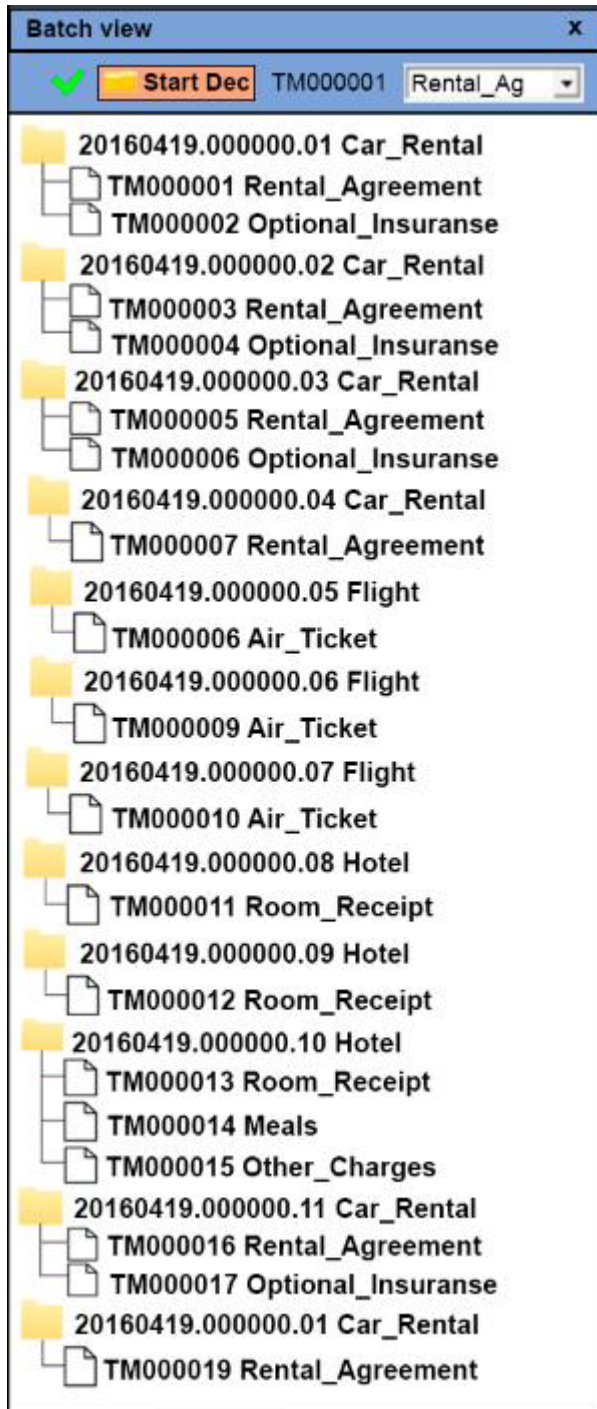 Batch view x
Start Dec TM000001 Rental_Ag
20160419.000000.01 Car_Rental
TM000001 Rental_Agreement
TM000002 Optional_Insuranse
20160419.000000.02 Car_Rental
TM000003 Rental_Agreement
TM000004 Optional_Insuranse
20160419.000000.03 Car_Rental
TM000005 Rental_Agreement
TM000006 Optional_Insuranse
20160419.000000.04 Car_Rental
TM000007 Rental_Agreement
20160419.000000.05 Flight
TM000006 Air_Ticket
20160419.000000.06 Flight
TM000009 Air_Ticket
20160419.000000.07 Flight
TM000010 Air_Ticket
20160419.000000.08 Hotel
TM000011 Room_Receipt
20160419.000000.09 Hotel
TM000012 Room_Receipt
20160419.000000.10 Hotel
TM000013 Room_Receipt
TM000014 Meals
TM000015 Other_Charges
20160419.000000.11 Car_Rental
TM000016 Rental_Agreement
TM000017 Optional_Insuranse
20160419.000000.01 Car_Rental
TM000019 Rental_Agreement